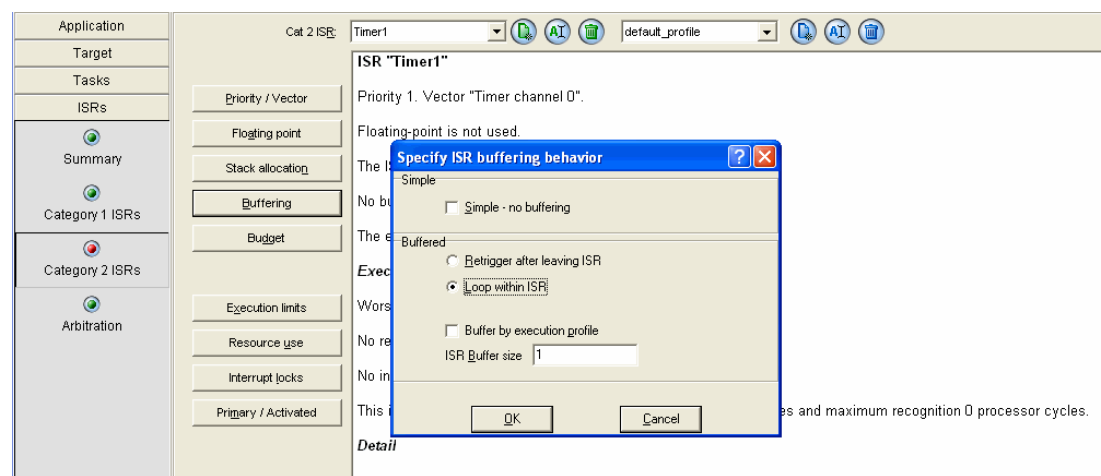 Application
Target
Tasks
ISRs
Summary
Category 1 ISRs
Category 2 ISRs
Arbitration
Cat 2 ISR: Timer1 default_profile
Priority / Vector
Floating point
Stack allocation
Buffering
Budget
Execution limits
Resource use
Interrupt locks
Primary / Activated
ISR "Timer1"
Priority 1. Vector "Timer channel 0".
Floating-point is not used.
The
No
The
Wors
No re
No in
This es and maximum recognition 0 processor cycles.
Detail
Specify ISR buffering behavior
Simple
Simple - no buffering
Buffered
Retrigger after leaving ISR
Loop within ISR
Buffer by execution profile
ISR Buffer size 1
OK Cancel